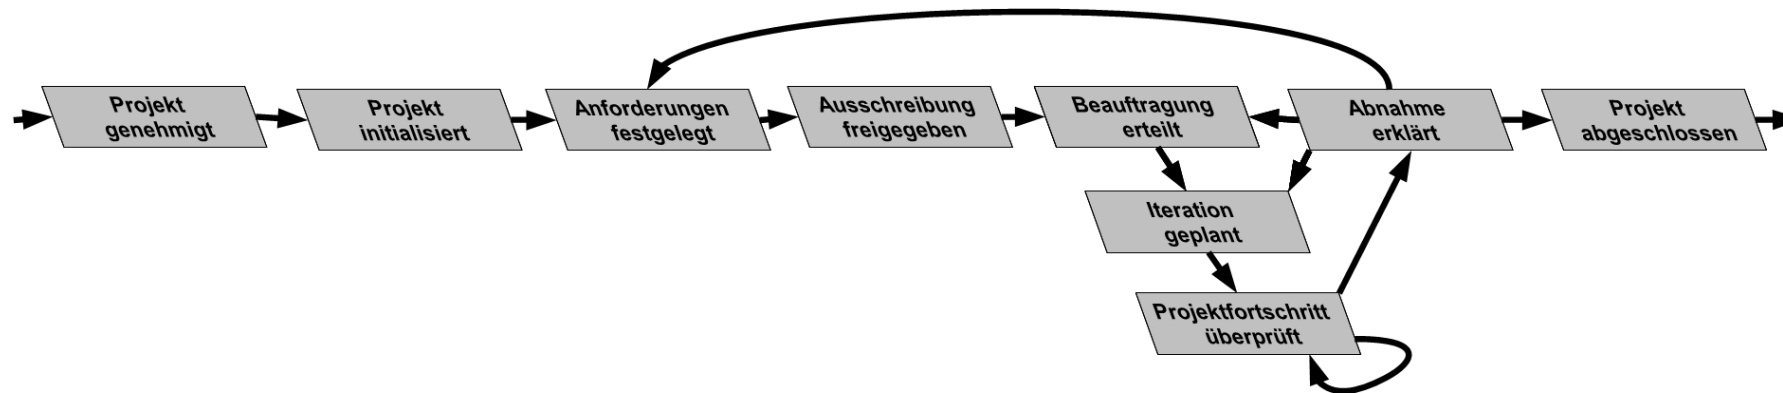 Projekt
genehmigt
Projekt
initialisiert
Anforderungen
festgelegt
Ausschreibung
freigegeben
Beauftragung
erteilt
Abnahme
erklärt
Projekt
abgeschlossen
Iteration
geplant
Projektfortschritt
überprüft